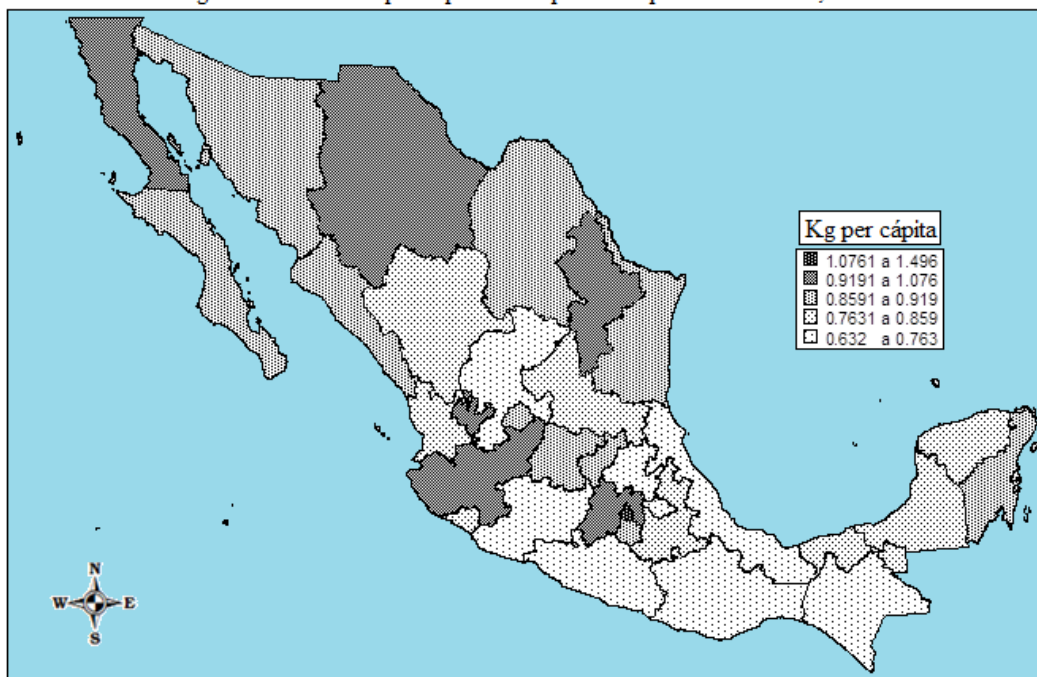 Kg per cápita
1.0761 a 1.496
0.9191 a 1.076
0.8591 a 0.919
0.7631 a 0.859
0.632 a 0.763
N
W E
S